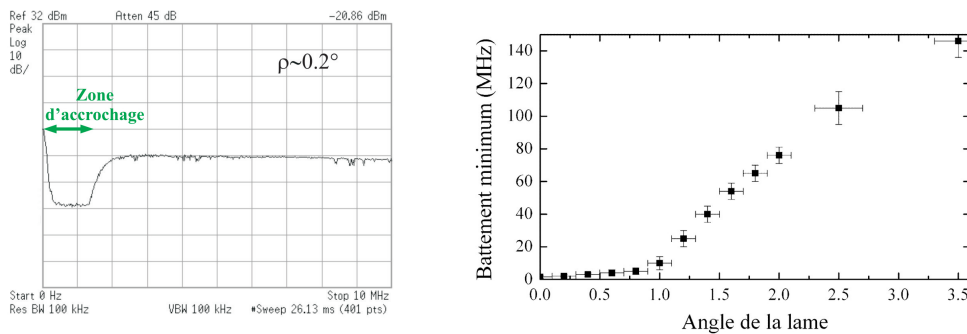 Ref 32 dBm Atten 45 dB -20.86 dBm
Peak
Log
10
dB/
ρ~0.2°
Zone
d'accrochage
Start 0 Hz Stop 10 MHz
Res BW 100 kHz VBW 100 kHz #Sweep 26.13 ms (401 pts)
Battement minimum (MHz)
140
120
100
80
60
40
20
0
0.0 0.5 1.0 1.5 2.0 2.5 3.0 3.5
Angle de la lame